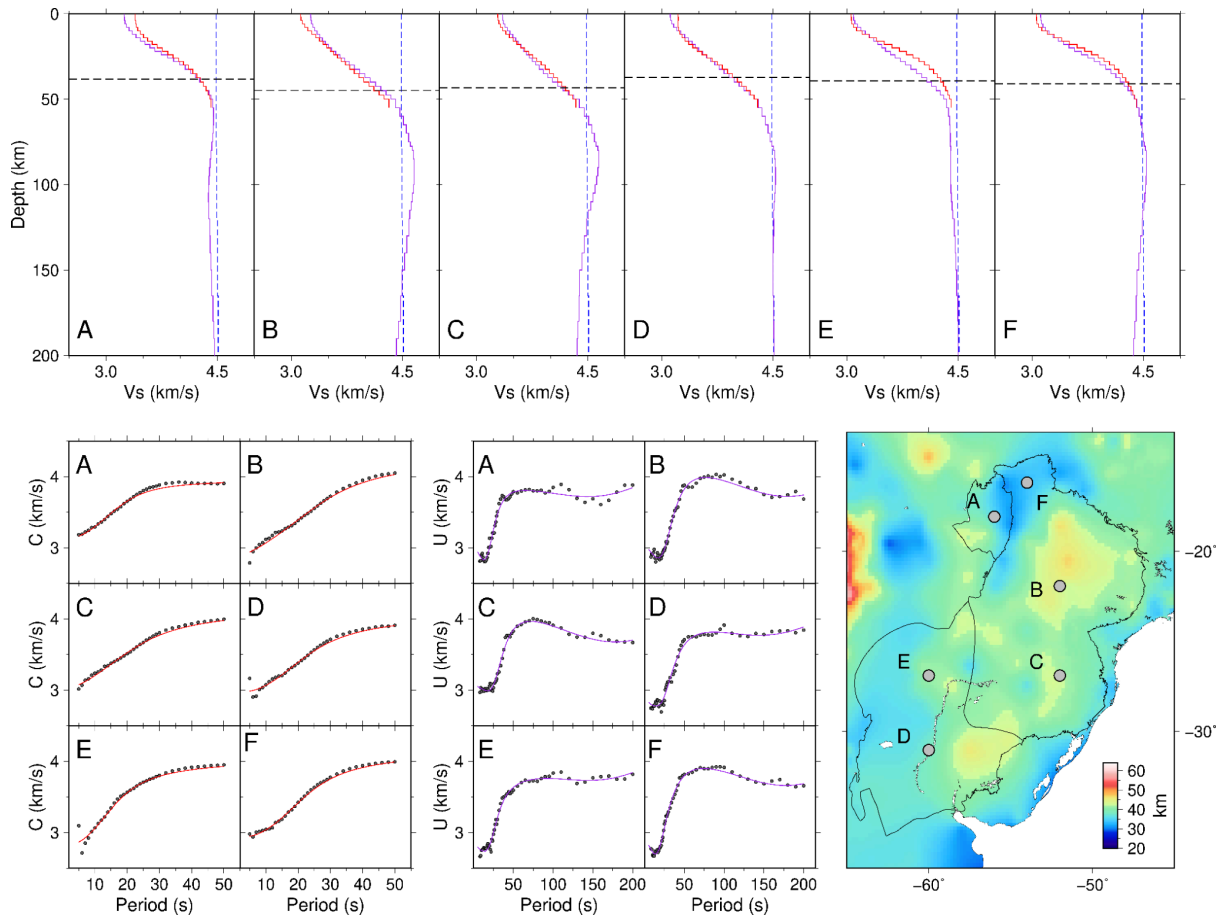 0
50
100
150
200
Depth (km)
A
B
C
D
E
F
3.0 4.5
3.0 4.5
3.0 4.5
3.0 4.5
3.0 4.5
3.0 4.5
Vs (km/s)
Vs (km/s)
Vs (km/s)
Vs (km/s)
Vs (km/s)
Vs (km/s)
A
B
4
3
C (km/s)
C
D
4
3
C (km/s)
E
F
4
3
C (km/s)
10 20 30 40 50
10 20 30 40 50
Period (s)
Period (s)
A
B
4
3
U (km/s)
C
D
4
3
U (km/s)
E
F
4
3
U (km/s)
50 100 150 200
50 100 150 200
Period (s)
Period (s)
A
F
B
E
C
D
−20°
−30°
60
50
40
30
20
km
−60°
−50°